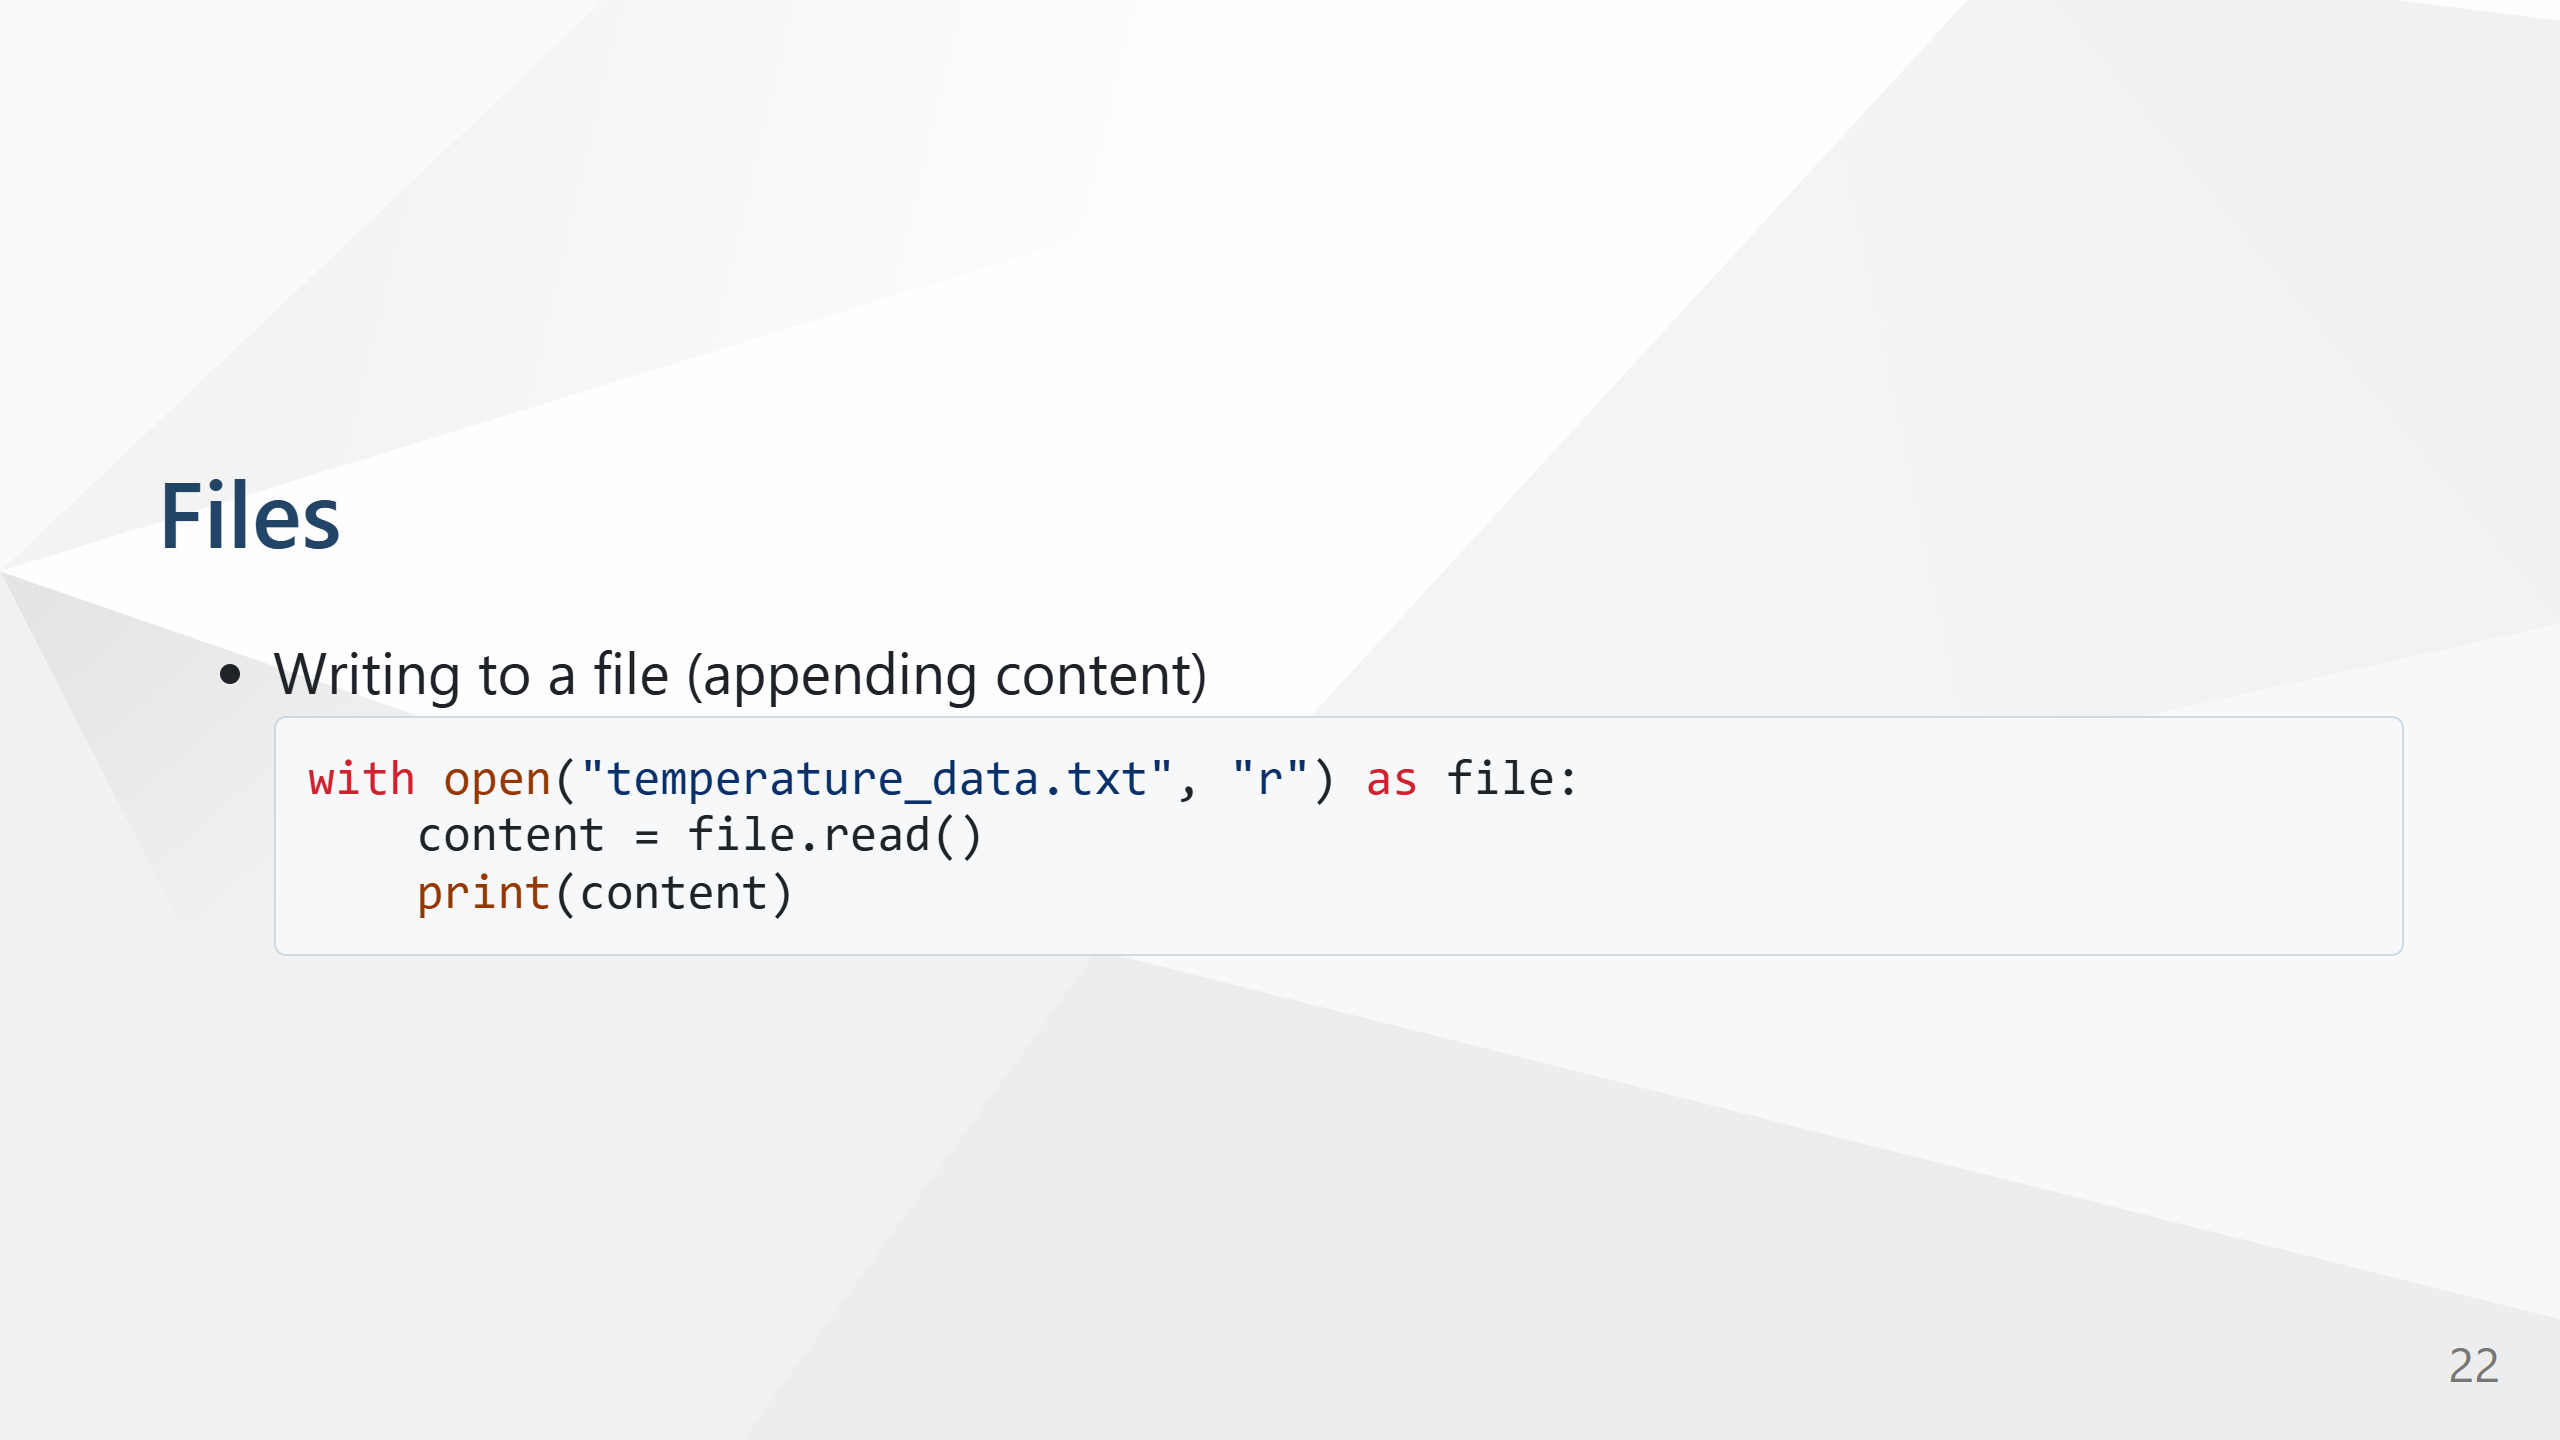 Files
• Writing to a file (appending content)
with open("temperature_data.txt", "r") as file:
    content = file.read()
    print(content)
22